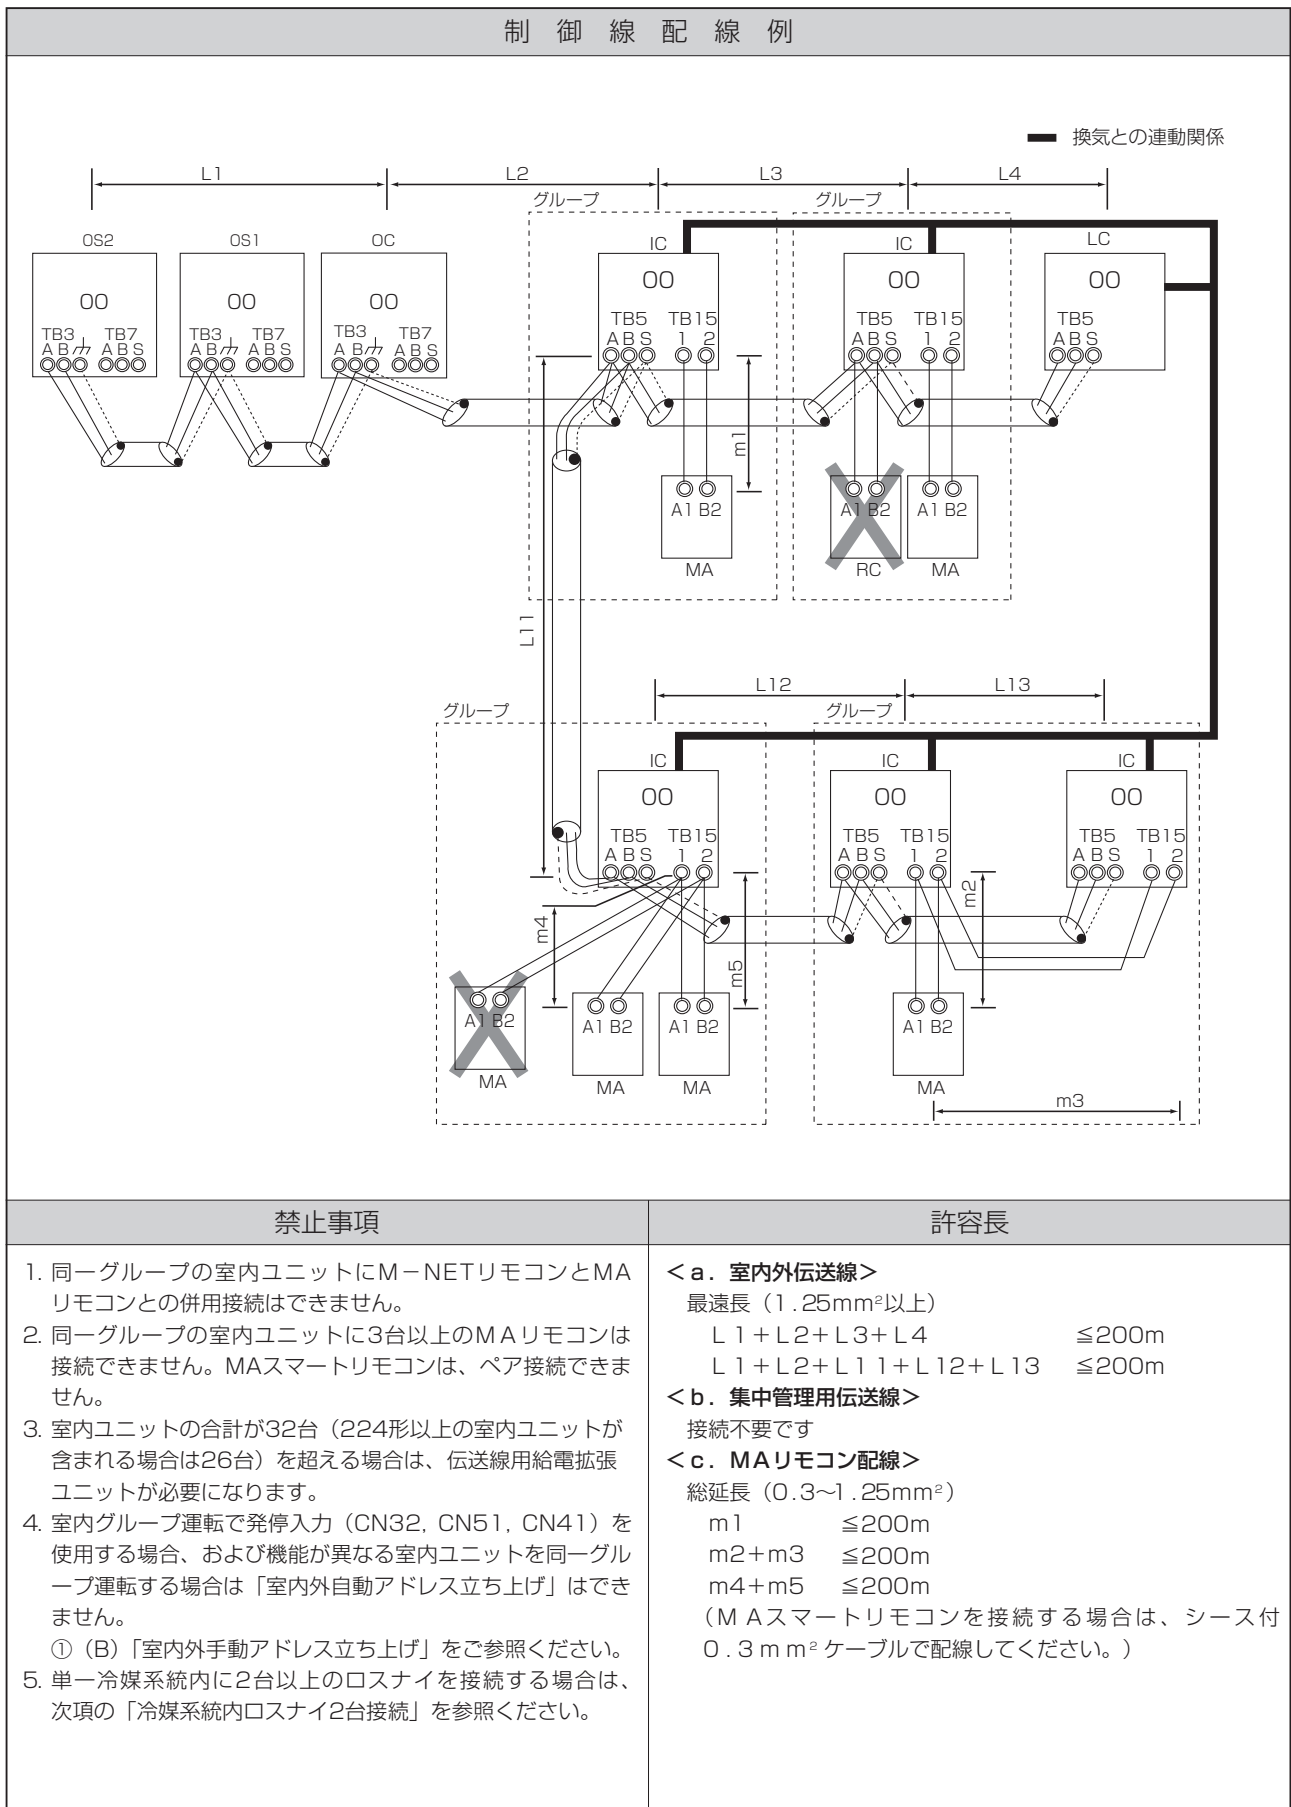 制御線配線例
換気との連動関係
L1 L2 L3 L4
グループ グループ
OS2 OS1 OC IC IC LC
00 00 00 00 00 00
TB3 TB7 TB3 TB7 TB3 TB7 TB5 TB15 TB5 TB15 TB5
A B A B S A B A B S A B A B S A B S 1 2 A B S 1 2 A B S
m1
A1 B2 A1 B2 A1 B2
MA RC MA
L11
L12 L13
グループ グループ
IC IC IC
00 00 00
TB5 TB15 TB5 TB15 TB5 TB15
A B S 1 2 A B S 1 2 A B S 1 2
m4 m5 m2
A1 B2 A1 B2 A1 B2 A1 B2
MA MA MA MA
m3
禁止事項
1. 同一グループの室内ユニットにM－NETリモコンとMA
リモコンとの併用接続はできません。
2. 同一グループの室内ユニットに3台以上のMAリモコンは
接続できません。MAスマートリモコンは、ペア接続できま
せん。
3. 室内ユニットの合計が32台（224形以上の室内ユニットが
含まれる場合は26台）を超える場合は、伝送線用給電拡張
ユニットが必要になります。
4. 室内グループ運転で発停入力（CN32, CN51, CN41）を
使用する場合、および機能が異なる室内ユニットを同一グル
ープ運転する場合は「室内外自動アドレス立ち上げ」はでき
ません。
①（B）「室内外手動アドレス立ち上げ」をご参照ください。
5. 単一冷媒系統内に2台以上のロスナイを接続する場合は、
次項の「冷媒系統内ロスナイ2台接続」を参照ください。
許容長
＜a．室内外伝送線＞
最遠長（1.25mm²以上）
L1＋L2＋L3＋L4 ≦200m
L1＋L2＋L11＋L12＋L13 ≦200m
＜b．集中管理用伝送線＞
接続不要です
＜c．MAリモコン配線＞
総延長（0.3～1.25mm²）
m1 ≦200m
m2＋m3 ≦200m
m4＋m5 ≦200m
（MAスマートリモコンを接続する場合は、シース付
0.3mm²ケーブルで配線してください。）